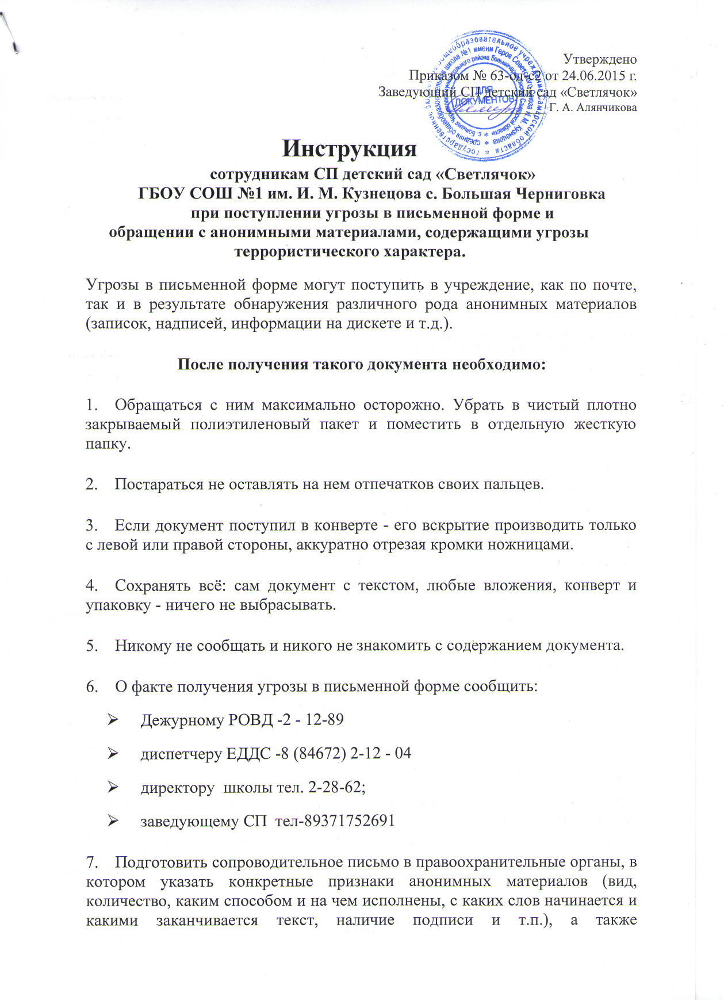 Утверждено
Приказом № 63-од-с2 от 24.06.2015 г.
Заведующий СП детский сад «Светлячок»
Г. А. Алянчикова
ДЛЯ
ДОКУМЕНТОВ
Инструкция
сотрудникам СП детский сад «Светлячок»
ГБОУ СОШ №1 им. И. М. Кузнецова с. Большая Черниговка
при поступлении угрозы в письменной форме и
обращении с анонимными материалами, содержащими угрозы
террористического характера.
Угрозы в письменной форме могут поступить в учреждение, как по почте,
так и в результате обнаружения различного рода анонимных материалов
(записок, надписей, информации на дискете и т.д.).
После получения такого документа необходимо:
1. Обращаться с ним максимально осторожно. Убрать в чистый плотно
закрываемый полиэтиленовый пакет и поместить в отдельную жесткую
папку.
2. Постараться не оставлять на нем отпечатков своих пальцев.
3. Если документ поступил в конверте - его вскрытие производить только
с левой или правой стороны, аккуратно отрезая кромки ножницами.
4. Сохранять всё: сам документ с текстом, любые вложения, конверт и
упаковку - ничего не выбрасывать.
5. Никому не сообщать и никого не знакомить с содержанием документа.
6. О факте получения угрозы в письменной форме сообщить:
➢ Дежурному РОВД -2 - 12-89
➢ диспетчеру ЕДДС -8 (84672) 2-12 - 04
➢ директору школы тел. 2-28-62;
➢ заведующему СП тел-89371752691
7. Подготовить сопроводительное письмо в правоохранительные органы, в
котором указать конкретные признаки анонимных материалов (вид,
количество, каким способом и на чем исполнены, с каких слов начинается и
какими заканчивается текст, наличие подписи и т.п.), а также